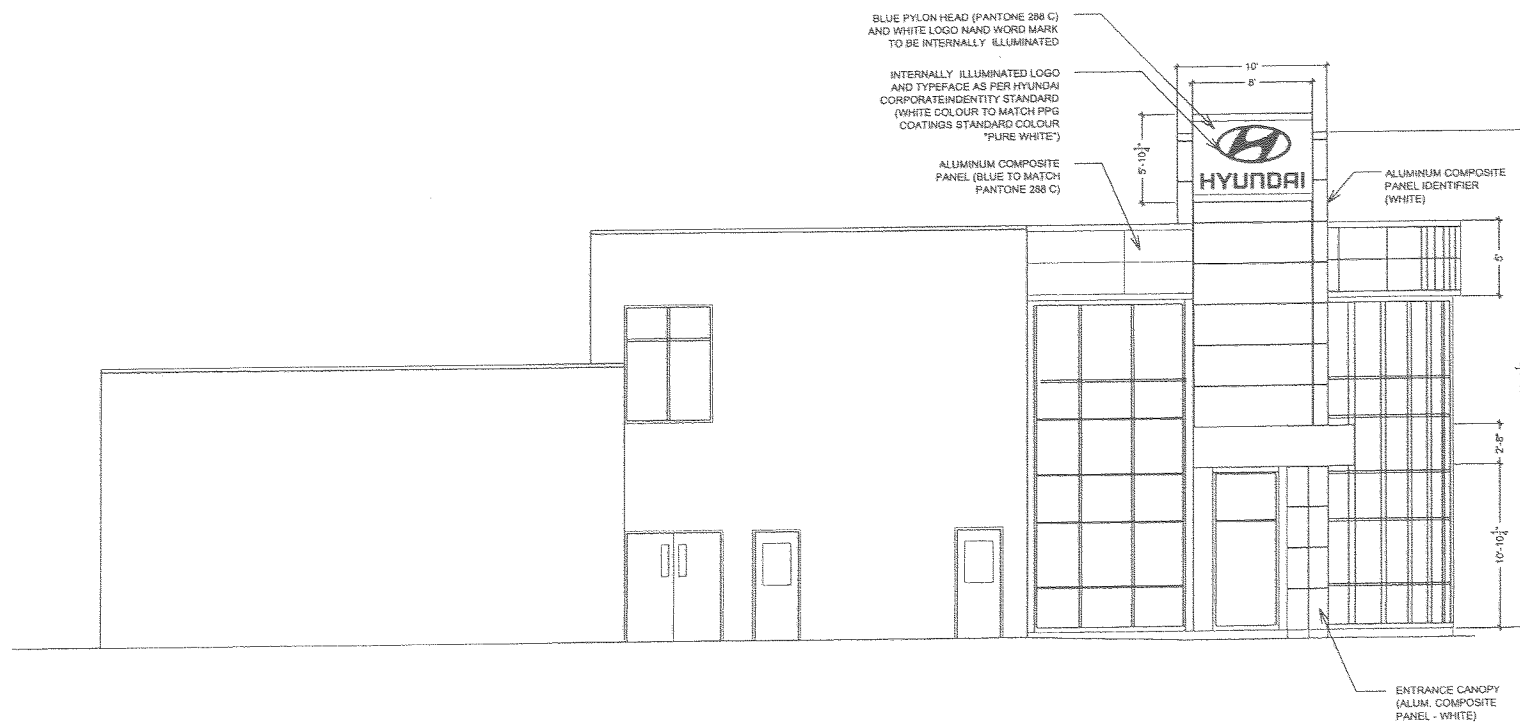 BLUE PYLON HEAD (PANTONE 288 C)
AND WHITE LOGO NAND WORD MARK
TO BE INTERNALLY ILLUMINATED
INTERNALLY ILLUMINATED LOGO
AND TYPEFACE AS PER HYUNDAI
CORPORATEINDENTITY STANDARD
(WHITE COLOUR TO MATCH PPG
COATINGS STANDARD COLOUR
"PURE WHITE")
ALUMINUM COMPOSITE
PANEL (BLUE TO MATCH
PANTONE 288 C)
10'
8'
5'-10¼"
HYUNDAI
ALUMINUM COMPOSITE
PANEL IDENTIFIER
(WHITE)
2'-8"
10'-10¼"
ENTRANCE CANOPY
(ALUM. COMPOSITE
PANEL - WHITE)